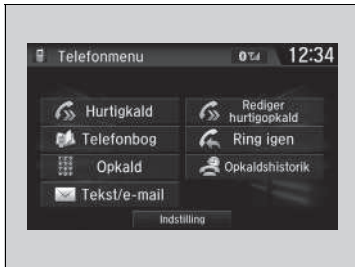 Telefonmenu
12:34
Hurtigkald
Rediger
hurtigopkald
Telefonbog
Ring igen
Opkald
Opkaldshistorik
Tekst/e-mail
Indstilling